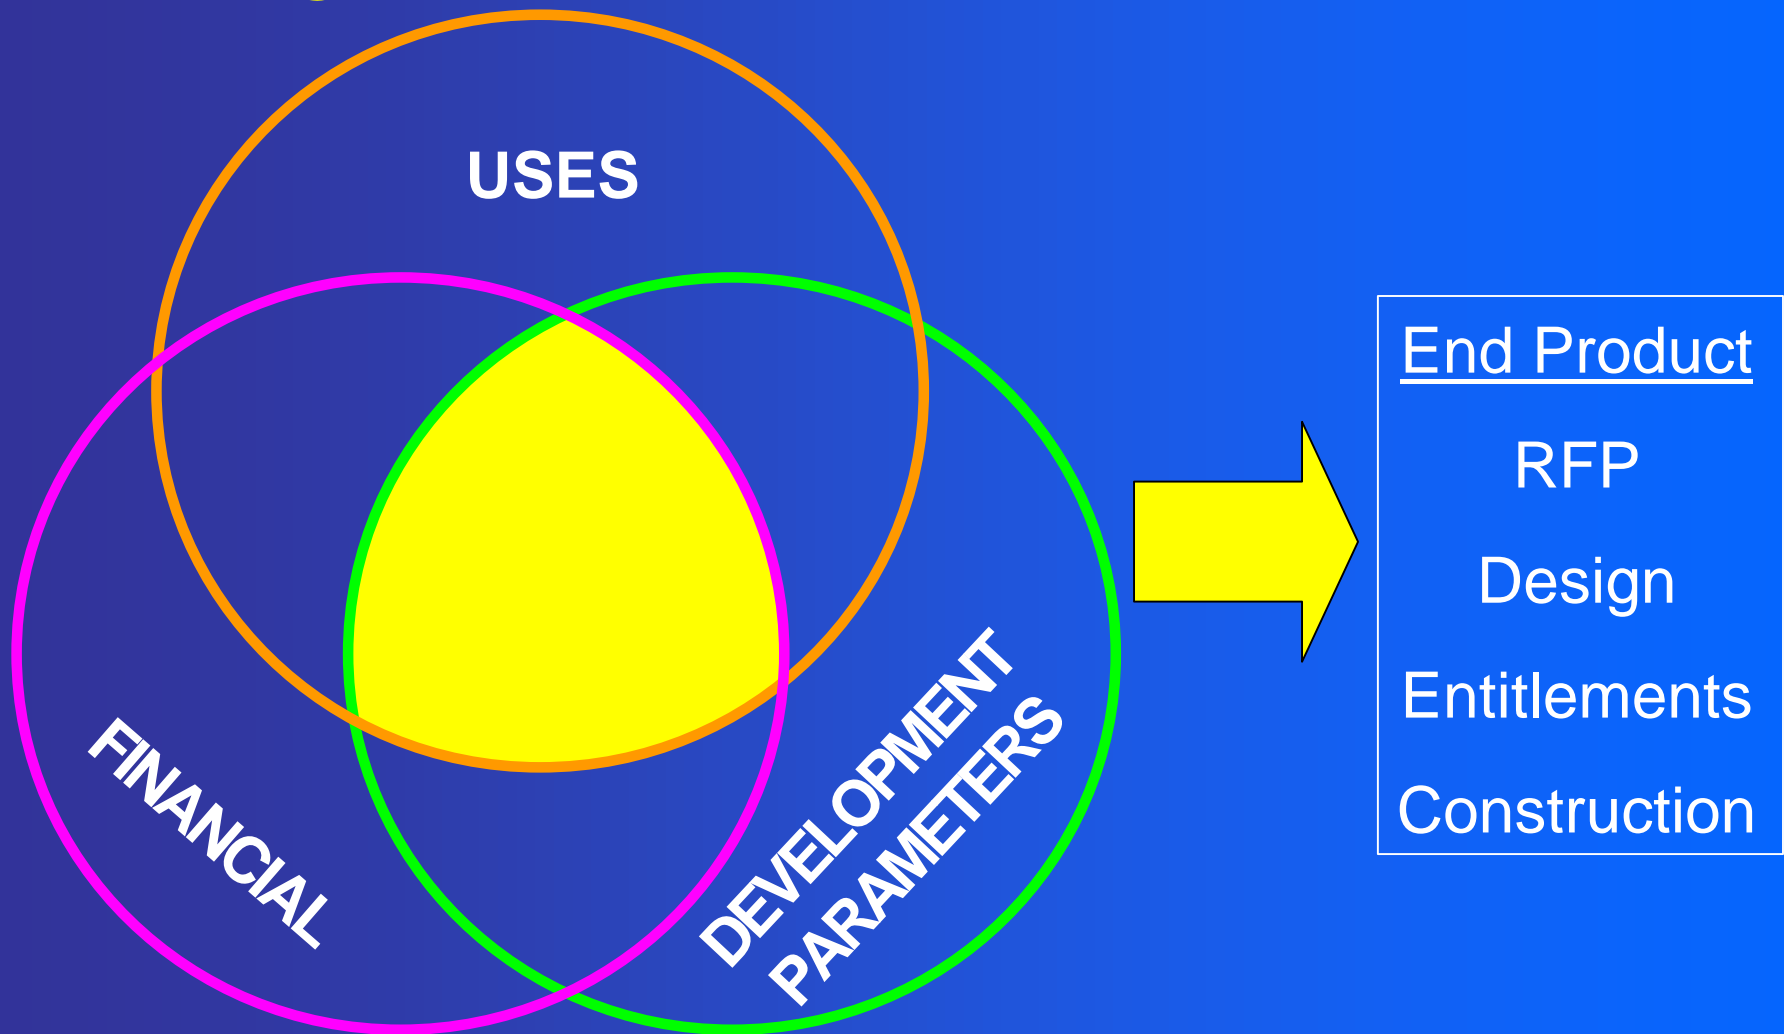 USES
FINANCIAL
DEVELOPMENT
PARAMETERS
End Product
RFP
Design
Entitlements
Construction